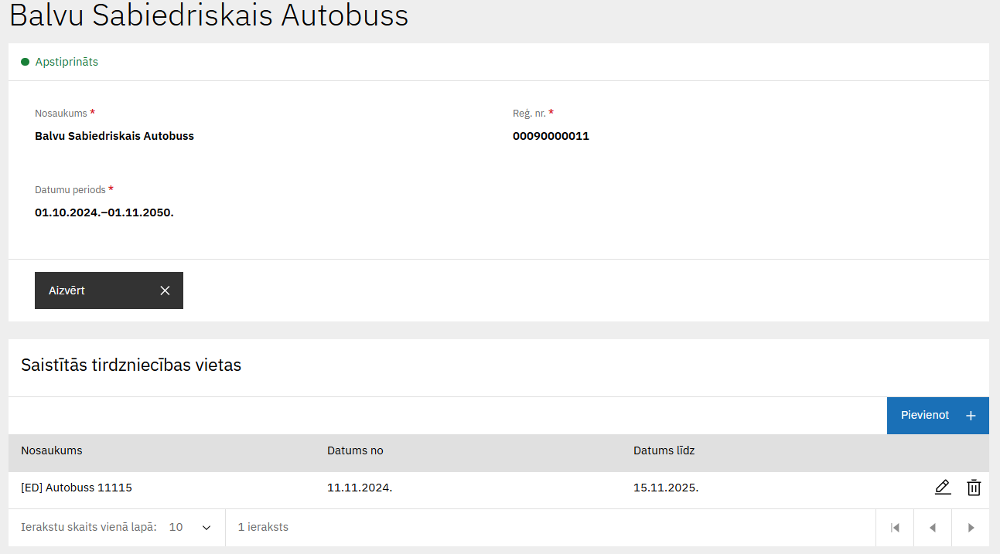 Balvu Sabiedriskais Autobuss
Apstiprināts
Nosaukums *
Reģ. nr. *
Balvu Sabiedriskais Autobuss
00090000011
Datumu periods *
01.10.2024.–01.11.2050.
Aizvērt
Saistītās tirdzniecības vietas
Pievienot
Nosaukums Datums no Datums līdz
[ED] Autobuss 11115 11.11.2024. 15.11.2025.
Ierakstu skaits vienā lapā: 10 1 ieraksts